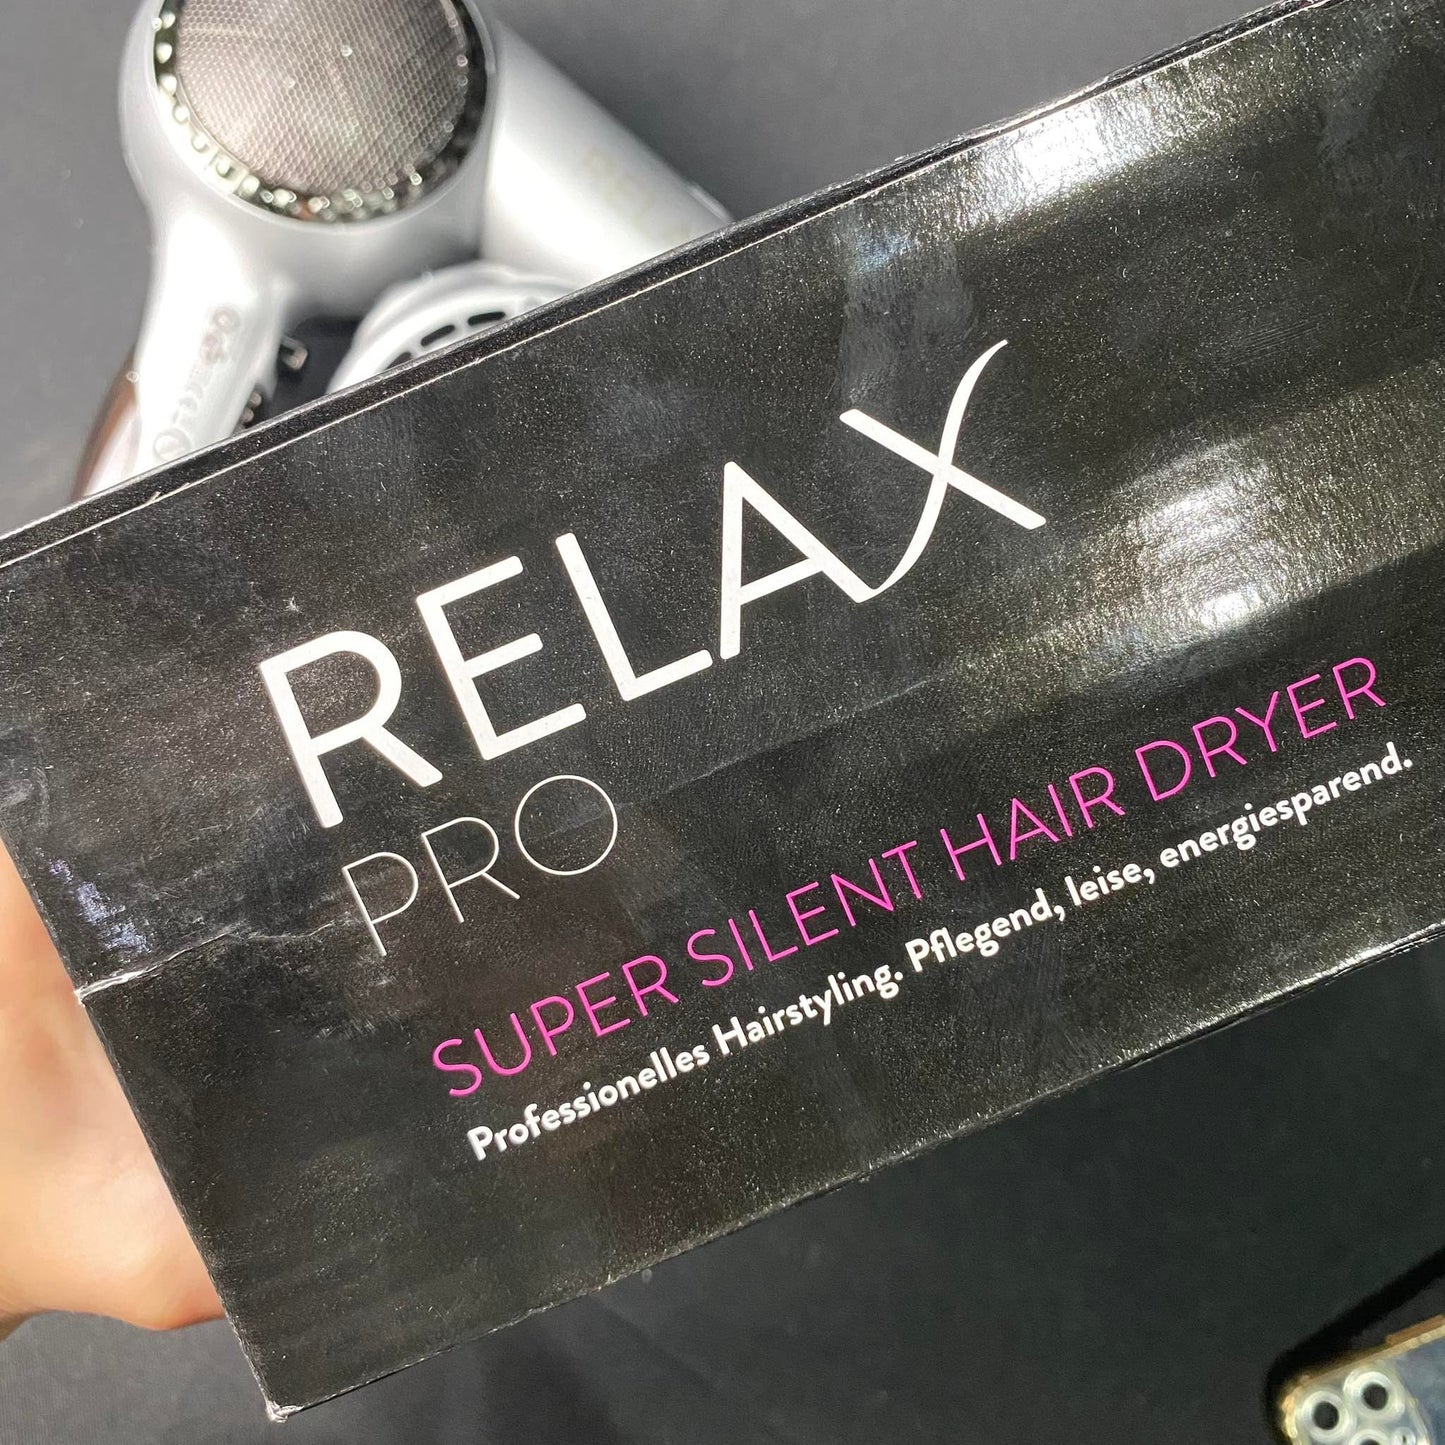 RELAX
PRO
SUPER SILENT HAIR DRYER
Professionelles Hairstyling. Pflegend, leise, energiesparend.